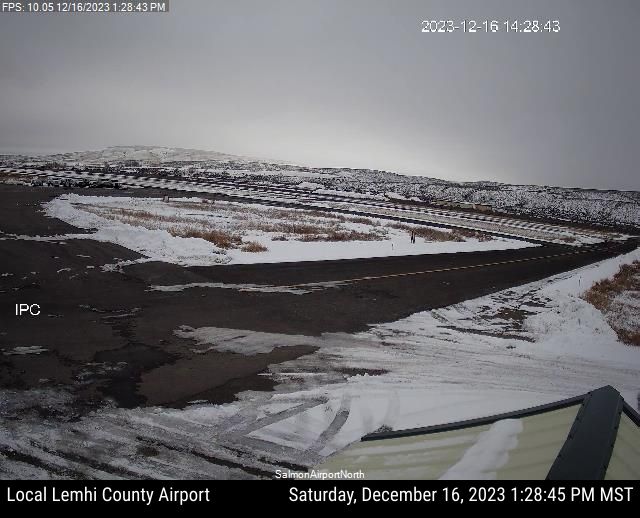 FPS: 10.05 12/16/2023 1:28:43 PM
2023-12-16 14:28:43
IPC
SalmonAirportNorth
Local Lemhi County Airport Saturday, December 16, 2023 1:28:45 PM MST